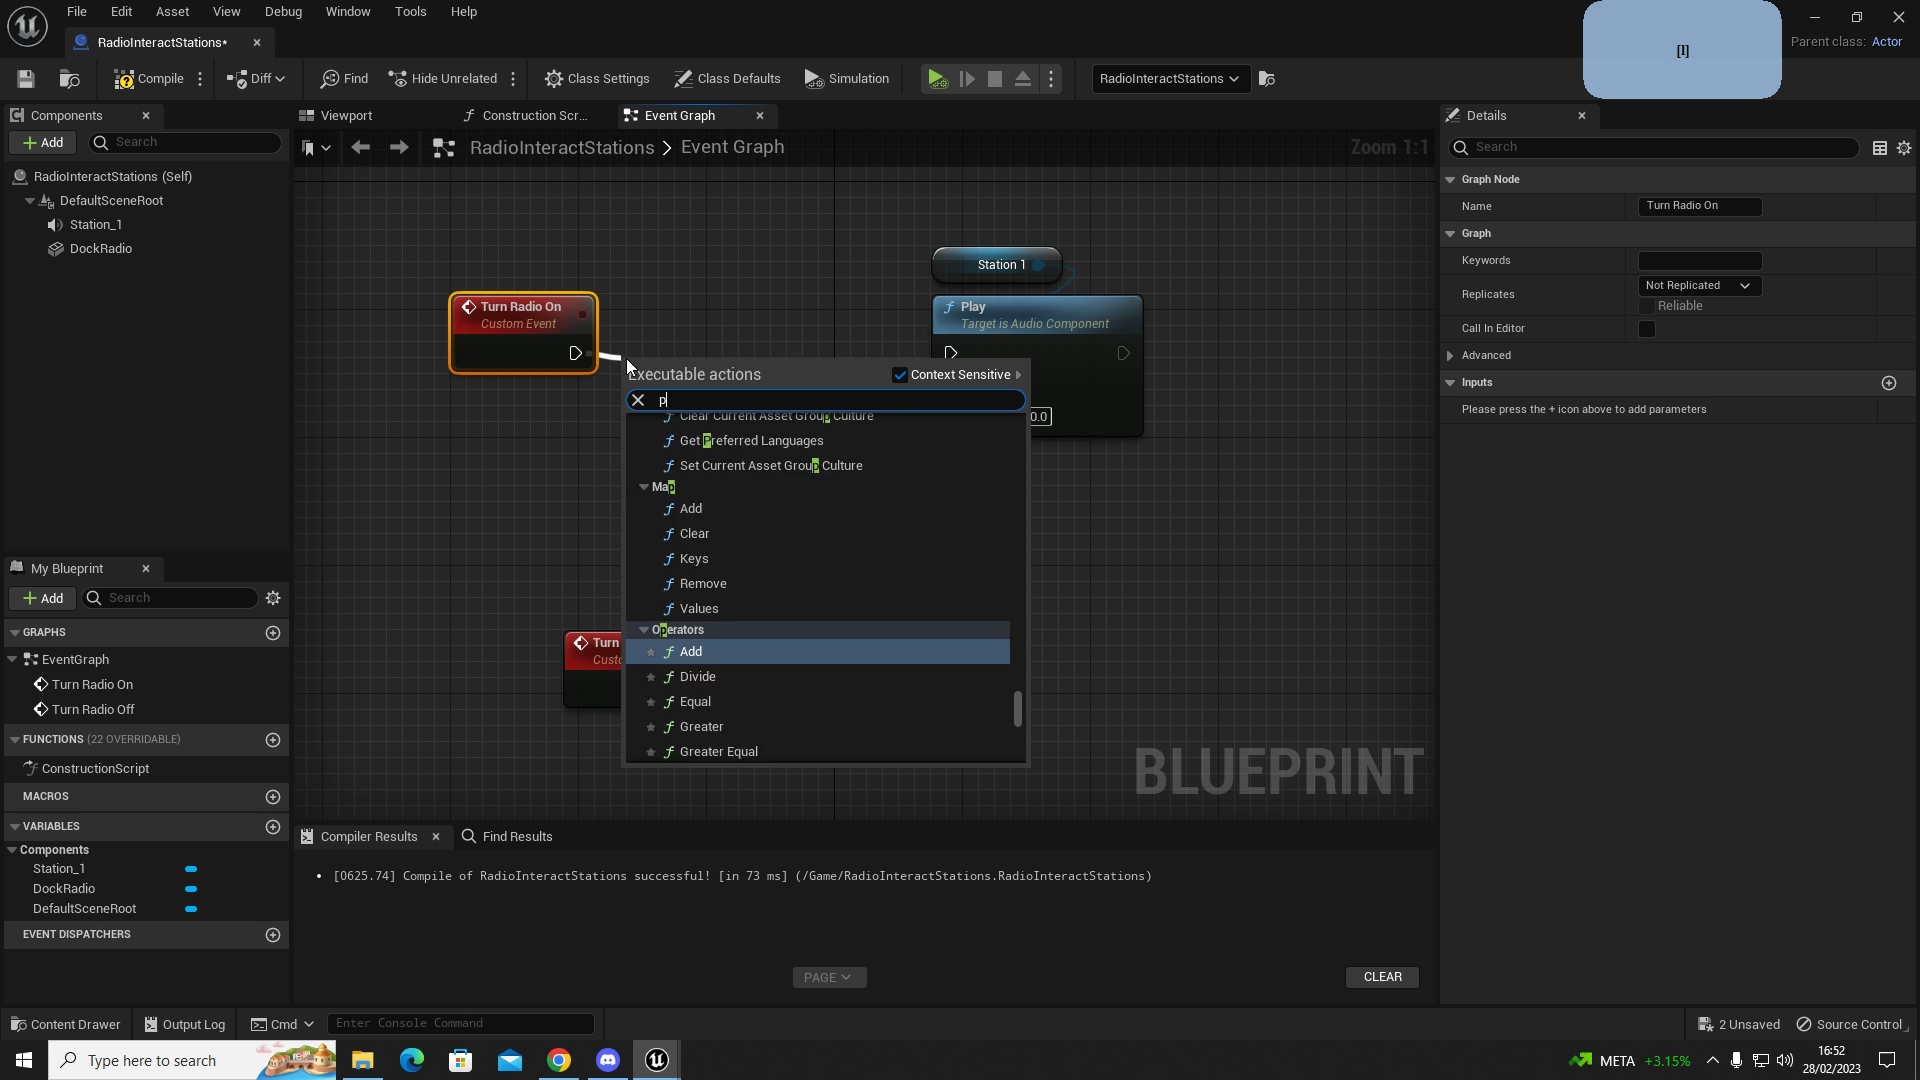 File Edit Asset View Debug Window Tools Help
[l]
Parent class: Actor
RadioInteractStations*
Compile
Diff
Find
Hide Unrelated
Class Settings
Class Defaults
Simulation
RadioInteractStations
Components
Add
Search
RadioInteractStations (Self)
DefaultSceneRoot
Station_1
DockRadio
Viewport
Construction Scr...
Event Graph
RadioInteractStations > Event Graph
Zoom 1:1
Turn Radio On
Custom Event
Station 1
Play
Target is Audio Component
0.0
Executable actions
Context Sensitive
p
Clear Current Asset Group Culture
Get Preferred Languages
Set Current Asset Group Culture
Map
Add
Clear
Keys
Remove
Values
Operators
Add
Divide
Equal
Greater
Greater Equal
Turn
Custo
BLUEPRINT
Details
Search
Graph Node
Name
Turn Radio On
Graph
Keywords
Replicates
Not Replicated
Reliable
Call In Editor
Advanced
Inputs
Please press the + icon above to add parameters
My Blueprint
Add
Search
GRAPHS
EventGraph
Turn Radio On
Turn Radio Off
FUNCTIONS (22 OVERRIDABLE)
ConstructionScript
MACROS
VARIABLES
Components
Station_1
DockRadio
DefaultSceneRoot
EVENT DISPATCHERS
Compiler Results
Find Results
[0625.74] Compile of RadioInteractStations successful! [in 73 ms] (/Game/RadioInteractStations.RadioInteractStations)
PAGE
CLEAR
Content Drawer
Output Log
Cmd
Enter Console Command
2 Unsaved
Source Control
Type here to search
META +3.15%
16:52
28/02/2023